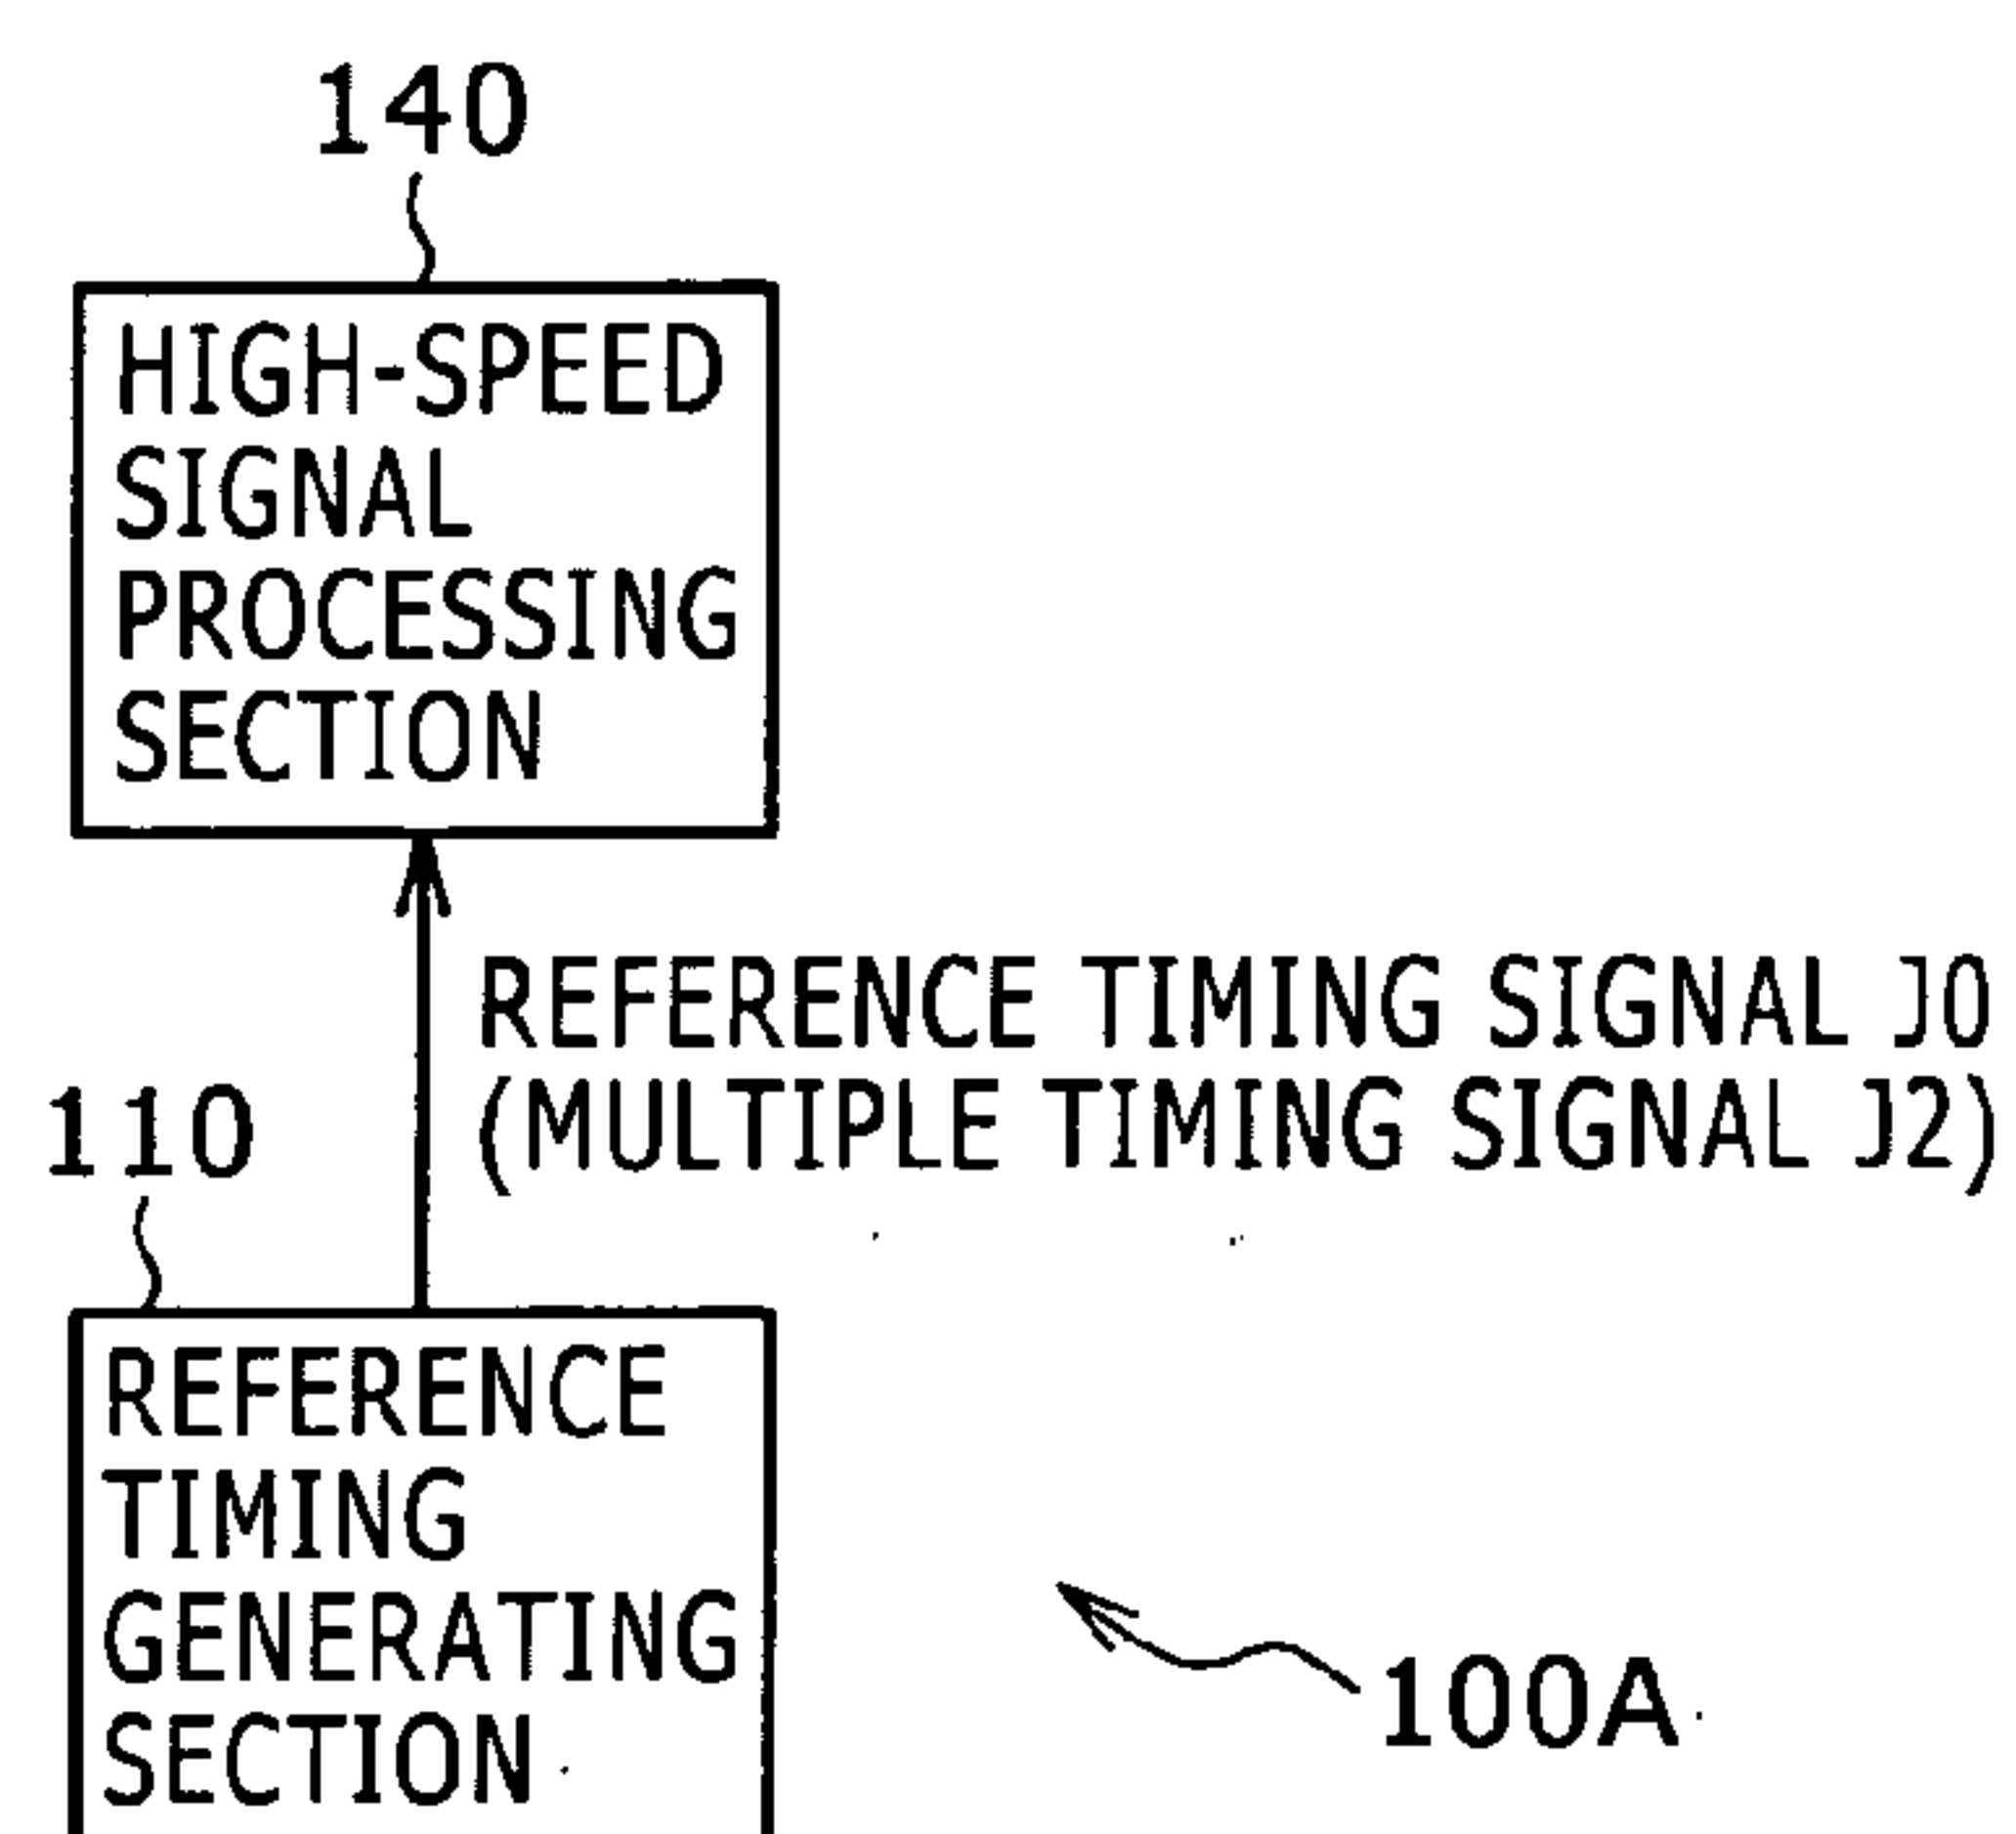 140
HIGH-SPEED
SIGNAL
PROCESSING
SECTION
REFERENCE TIMING SIGNAL J0
(MULTIPLE TIMING SIGNAL J2)
110
REFERENCE
TIMING
GENERATING
SECTION
100A